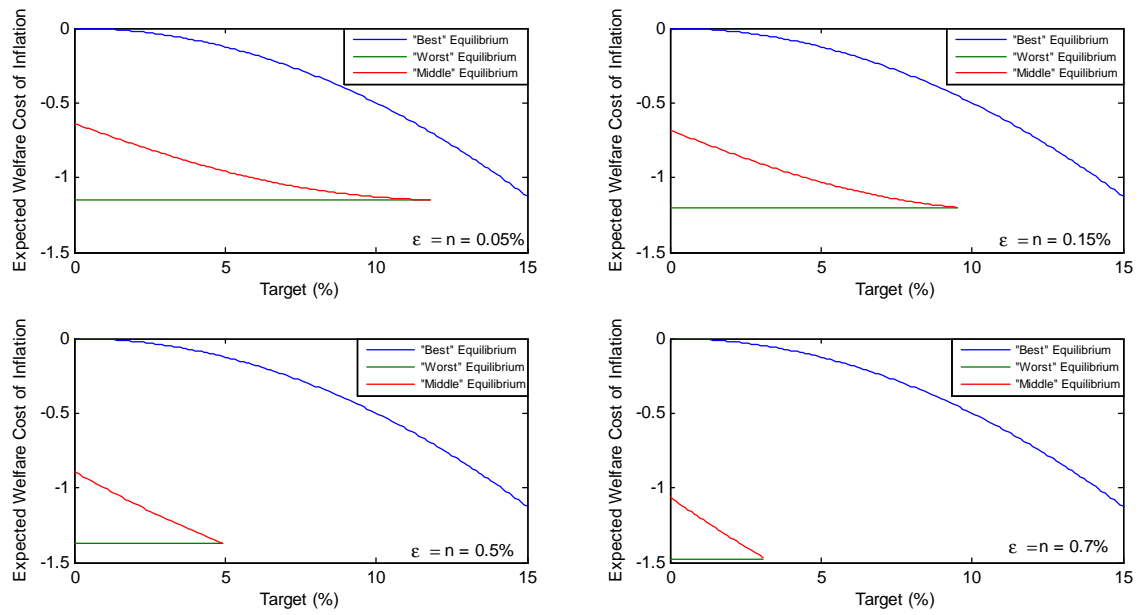 Expected Welfare Cost of Inflation
0
-0.5
-1
-1.5
0
5
10
15
Target (%)
"Best" Equilibrium
"Worst" Equilibrium
"Middle" Equilibrium
ε = n = 0.05%
Expected Welfare Cost of Inflation
0
-0.5
-1
-1.5
0
5
10
15
Target (%)
"Best" Equilibrium
"Worst" Equilibrium
"Middle" Equilibrium
ε = n = 0.15%
Expected Welfare Cost of Inflation
0
-0.5
-1
-1.5
0
5
10
15
Target (%)
"Best" Equilibrium
"Worst" Equilibrium
"Middle" Equilibrium
ε = n = 0.5%
Expected Welfare Cost of Inflation
0
-0.5
-1
-1.5
0
5
10
15
Target (%)
"Best" Equilibrium
"Worst" Equilibrium
"Middle" Equilibrium
ε =n = 0.7%